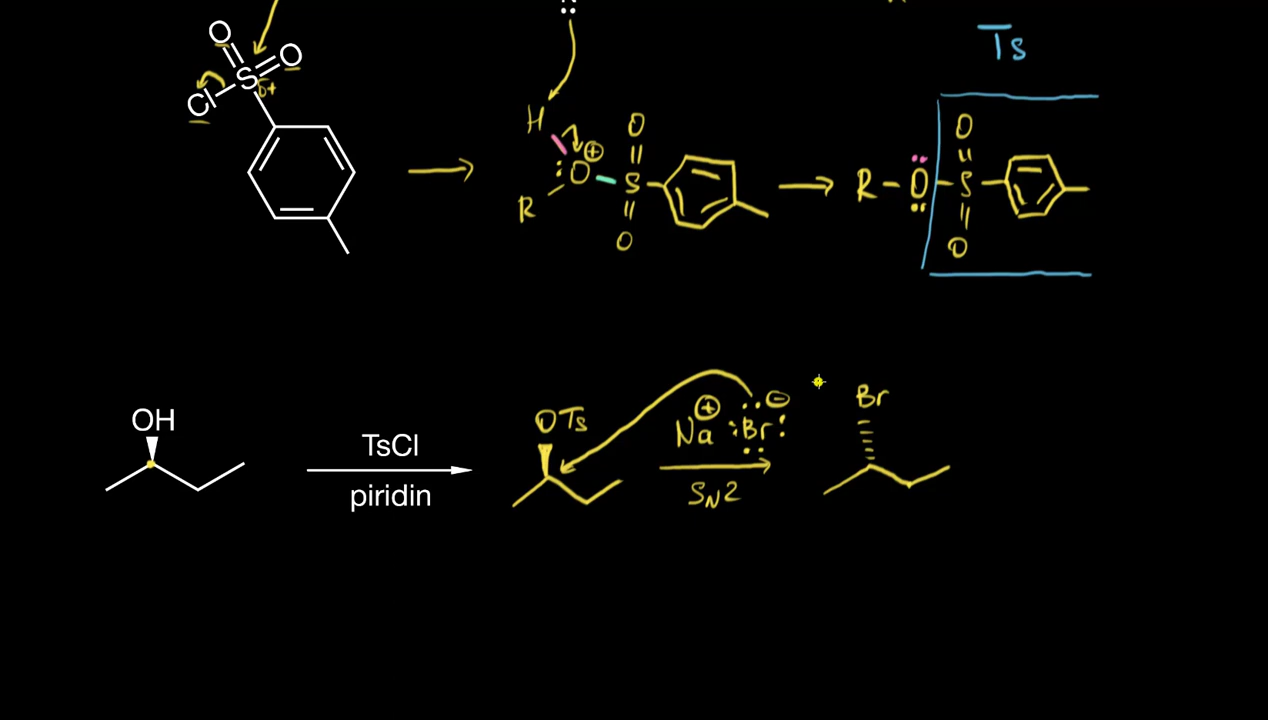 N
Ts
O
O
S
δ+
Cl
H
O
⊕
O
S
R
O
O
R - O - S
O
OH
TsCl
piridin
OTs
⊕ ⊖
Na Br
SN2
Br